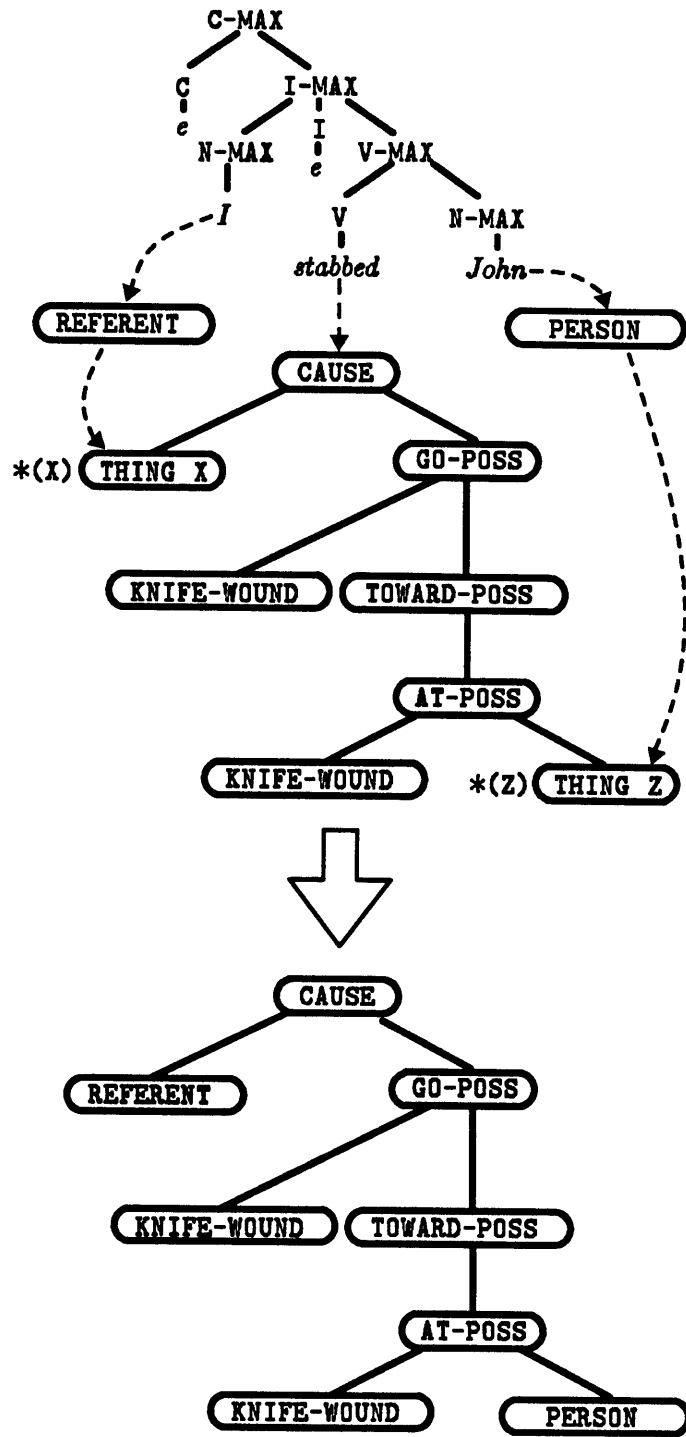 C-MAX
C I-MAX
e I
N-MAX e V-MAX
I V N-MAX
stabbed John
REFERENT PERSON
CAUSE
*(X) THING X GO-POSS
KNIFE-WOUND TOWARD-POSS
AT-POSS
KNIFE-WOUND *(Z) THING Z
CAUSE
REFERENT GO-POSS
KNIFE-WOUND TOWARD-POSS
AT-POSS
KNIFE-WOUND PERSON